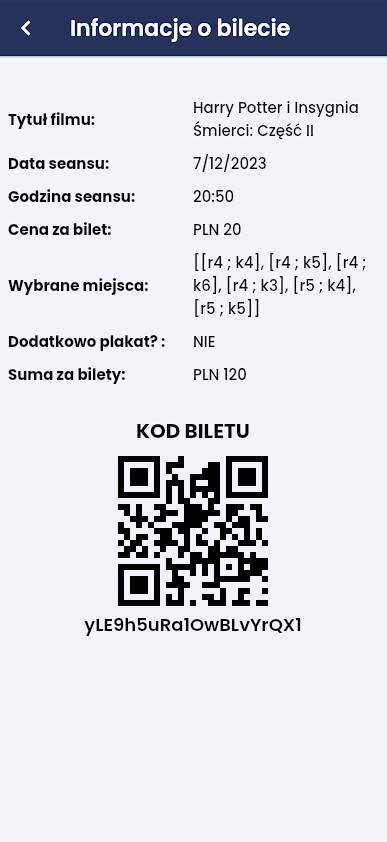 Informacje o bilecie
Tytuł filmu:
Harry Potter i Insygnia
Śmierci: Część II
Data seansu:
7/12/2023
Godzina seansu:
20:50
Cena za bilet:
PLN 20
Wybrane miejsca:
[[r4 ; k4], [r4 ; k5], [r4 ;
k6], [r4 ; k3], [r5 ; k4],
[r5 ; k5]]
Dodatkowo plakat? :
NIE
Suma za bilety:
PLN 120
KOD BILETU
yLE9h5uRa1OwBLvYrQX1